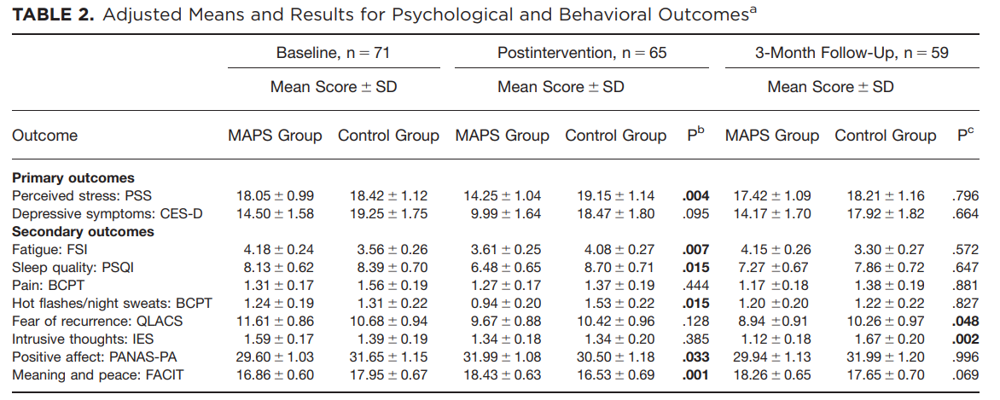 TABLE 2. Adjusted Means and Results for Psychological and Behavioral Outcomesa
Baseline, n = 71 Postintervention, n = 65 3-Month Follow-Up, n = 59
Mean Score ± SD Mean Score ± SD Mean Score ± SD
Outcome MAPS Group Control Group MAPS Group Control Group Pb MAPS Group Control Group Pc
Primary outcomes
Perceived stress: PSS 18.05 ± 0.99 18.42 ± 1.12 14.25 ± 1.04 19.15 ± 1.14 .004 17.42 ± 1.09 18.21 ± 1.16 .796
Depressive symptoms: CES-D 14.50 ± 1.58 19.25 ± 1.75 9.99 ± 1.64 18.47 ± 1.80 .095 14.17 ± 1.70 17.92 ± 1.82 .664
Secondary outcomes
Fatigue: FSI 4.18 ± 0.24 3.56 ± 0.26 3.61 ± 0.25 4.08 ± 0.27 .007 4.15 ± 0.26 3.30 ± 0.27 .572
Sleep quality: PSQI 8.13 ± 0.62 8.39 ± 0.70 6.48 ± 0.65 8.70 ± 0.71 .015 7.27 ± 0.67 7.86 ± 0.72 .647
Pain: BCPT 1.31 ± 0.17 1.56 ± 0.19 1.27 ± 0.17 1.37 ± 0.19 .444 1.17 ± 0.18 1.38 ± 0.19 .881
Hot flashes/night sweats: BCPT 1.24 ± 0.19 1.31 ± 0.22 0.94 ± 0.20 1.53 ± 0.22 .015 1.20 ± 0.20 1.22 ± 0.22 .827
Fear of recurrence: QLACS 11.61 ± 0.86 10.68 ± 0.94 9.67 ± 0.88 10.42 ± 0.96 .128 8.94 ± 0.91 10.26 ± 0.97 .048
Intrusive thoughts: IES 1.59 ± 0.17 1.39 ± 0.19 1.34 ± 0.18 1.34 ± 0.20 .385 1.12 ± 0.18 1.67 ± 0.20 .002
Positive affect: PANAS-PA 29.60 ± 1.03 31.65 ± 1.15 31.99 ± 1.08 30.50 ± 1.18 .033 29.94 ± 1.13 31.99 ± 1.20 .996
Meaning and peace: FACIT 16.86 ± 0.60 17.95 ± 0.67 18.43 ± 0.63 16.53 ± 0.69 .001 18.26 ± 0.65 17.65 ± 0.70 .069